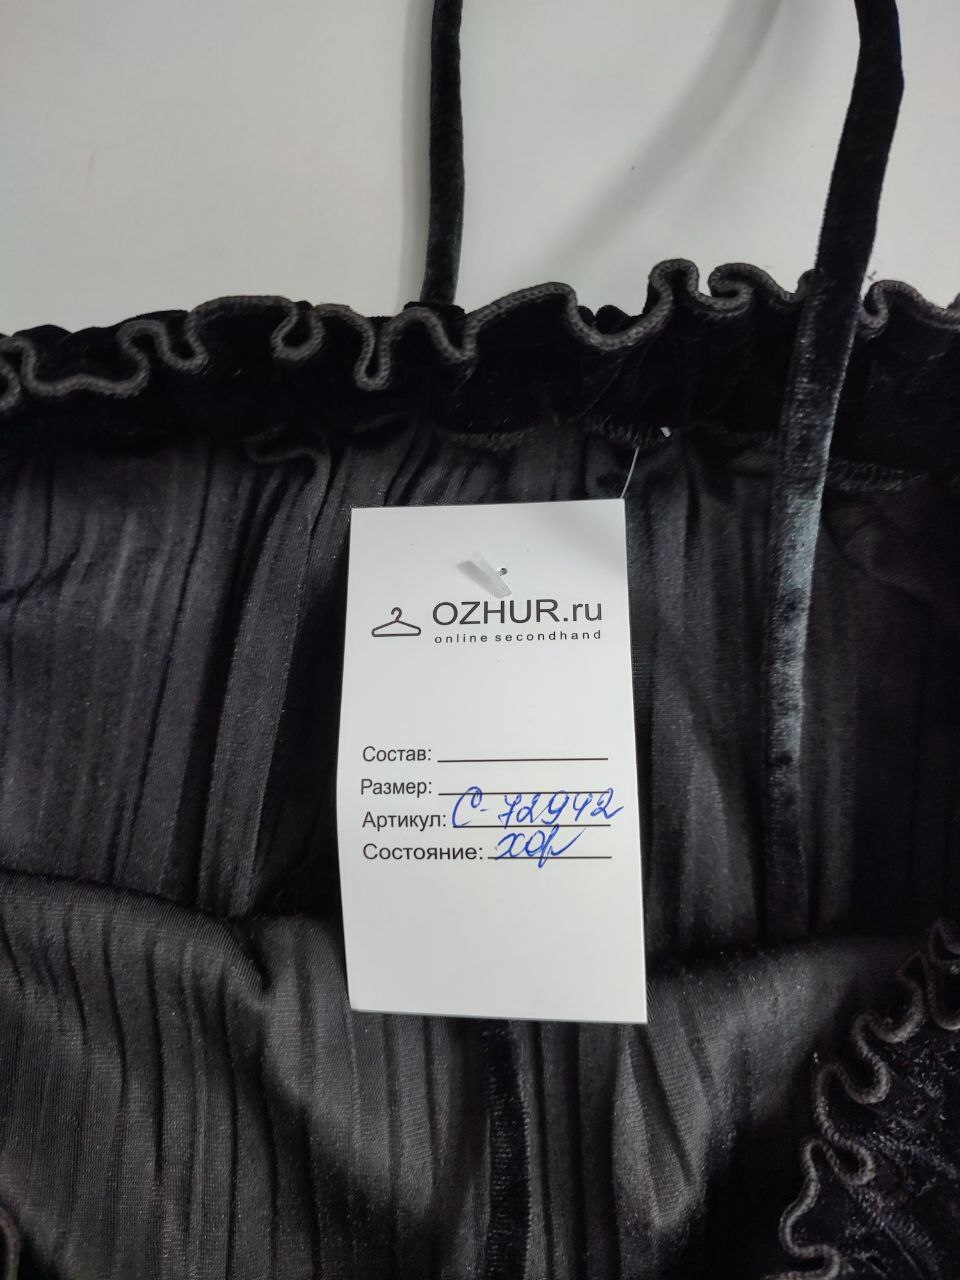 OZHUR.ru
online secondhand
Состав:
Размер:
Артикул: С-72942
Состояние: хор